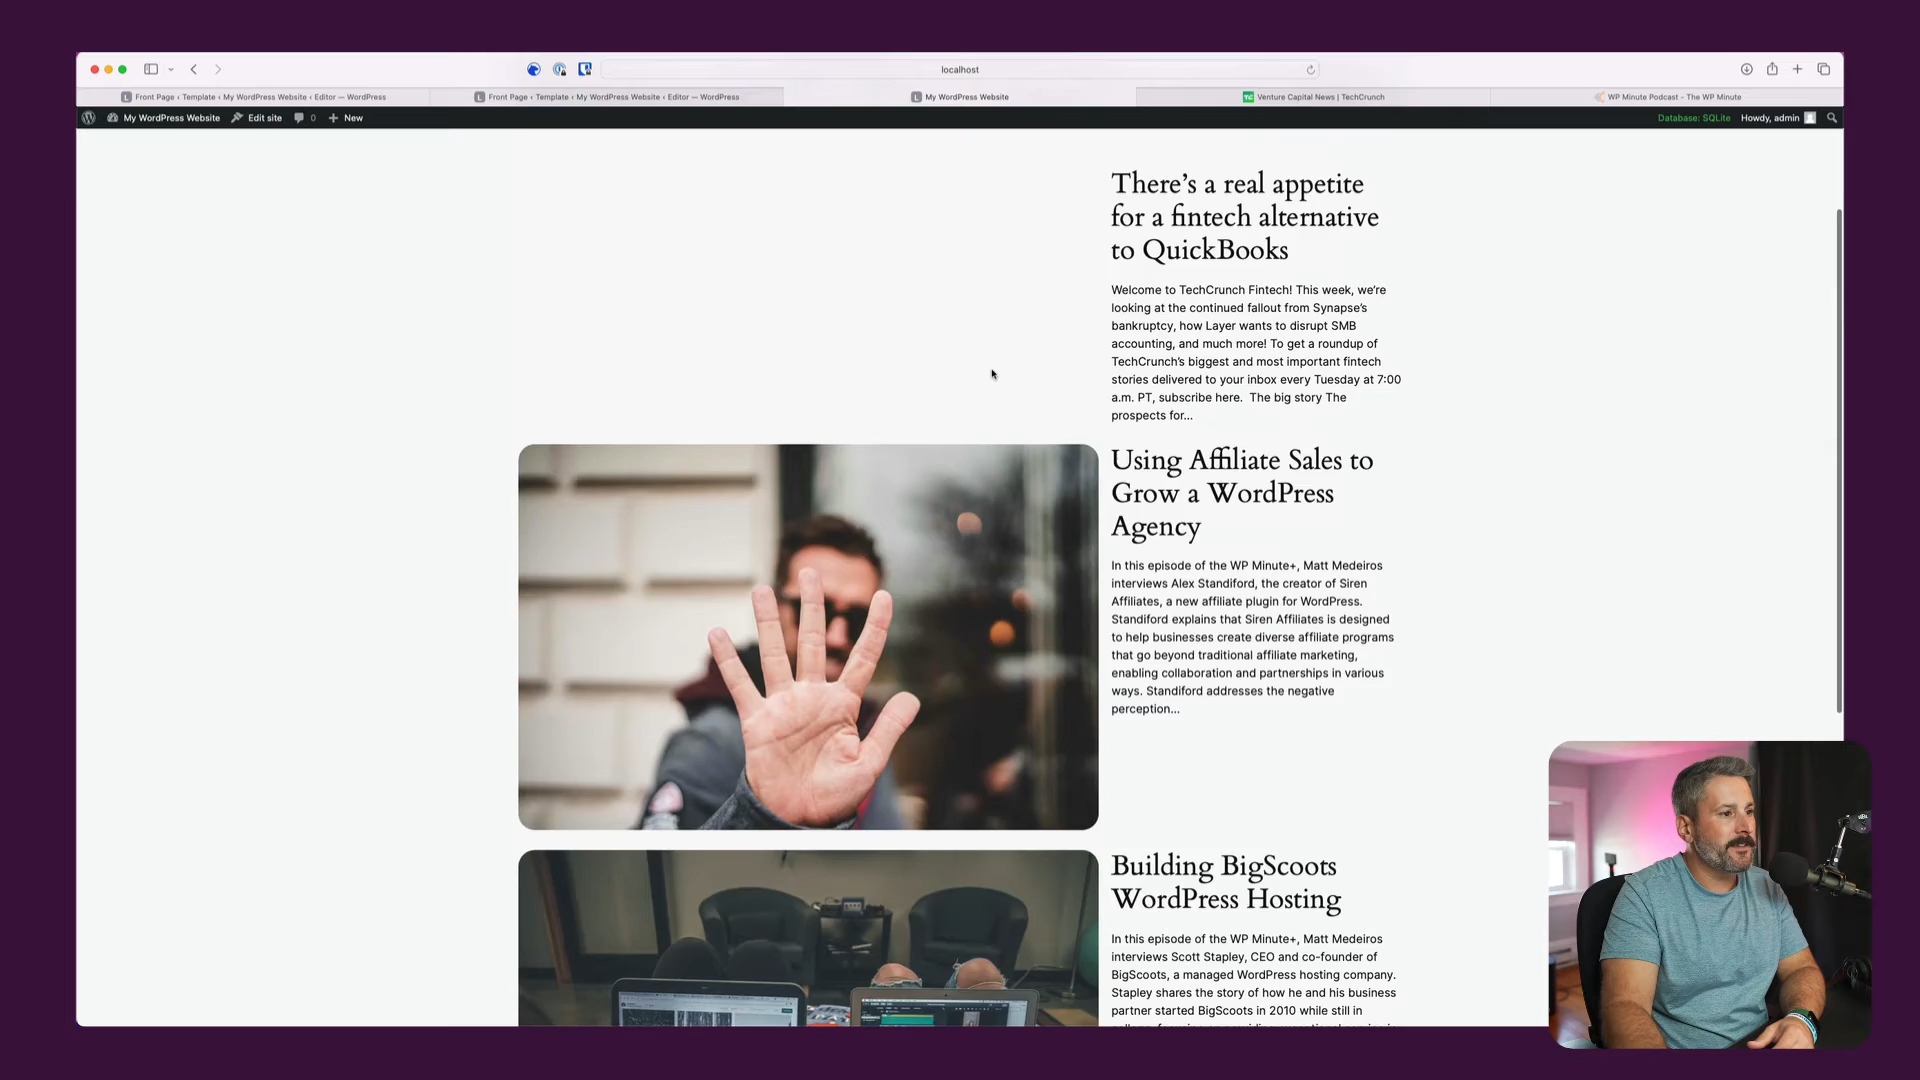 localhost
Front Page ‹ Template ‹ My WordPress Website ‹ Editor — WordPress
Front Page ‹ Template ‹ My WordPress Website ‹ Editor — WordPress
My WordPress Website
Venture Capital News | TechCrunch
WP Minute Podcast - The WP Minute
My WordPress Website
Edit site
0
New
Database: SQLite
Howdy, admin
There’s a real appetite
for a fintech alternative
to QuickBooks
Welcome to TechCrunch Fintech! This week, we’re
looking at the continued fallout from Synapse’s
bankruptcy, how Layer wants to disrupt SMB
accounting, and much more! To get a roundup of
TechCrunch’s biggest and most important fintech
stories delivered to your inbox every Tuesday at 7:00
a.m. PT, subscribe here.  The big story The
prospects for…
Using Affiliate Sales to
Grow a WordPress
Agency
In this episode of the WP Minute+, Matt Medeiros
interviews Alex Standiford, the creator of Siren
Affiliates, a new affiliate plugin for WordPress.
Standiford explains that Siren Affiliates is designed
to help businesses create diverse affiliate programs
that go beyond traditional affiliate marketing,
enabling collaboration and partnerships in various
ways. Standiford addresses the negative
perception…
Building BigScoots
WordPress Hosting
In this episode of the WP Minute+, Matt Medeiros
interviews Scott Stapley, CEO and co-founder of
BigScoots, a managed WordPress hosting company.
Stapley shares the story of how he and his business
partner started BigScoots in 2010 while still in